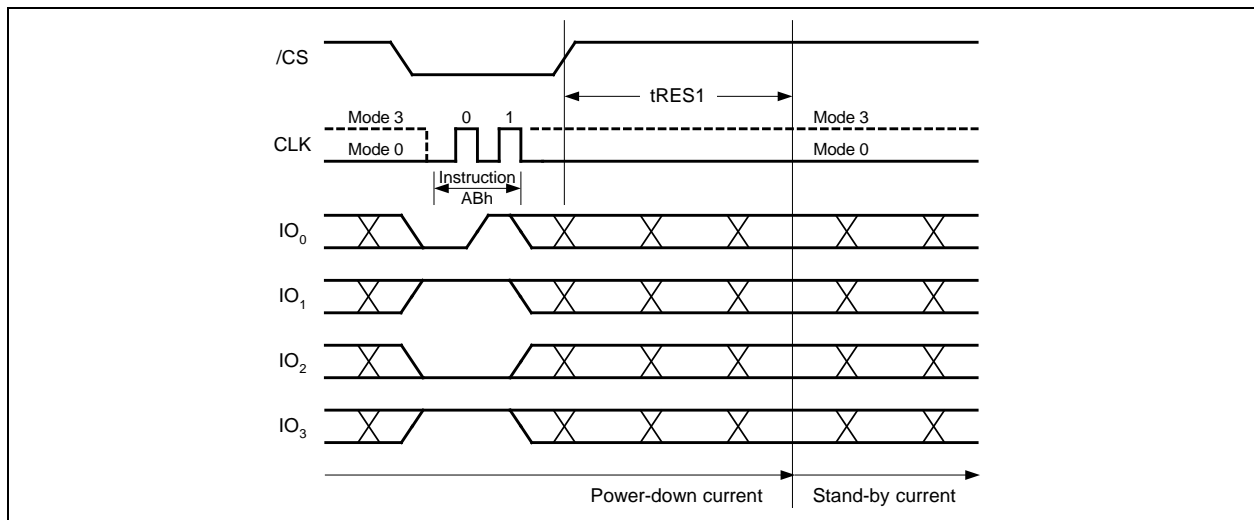 /CS
tRES1
Mode 3 0 1 Mode 3
CLK
Mode 0 Mode 0
Instruction
ABh
IO0
IO1
IO2
IO3
Power-down current Stand-by current